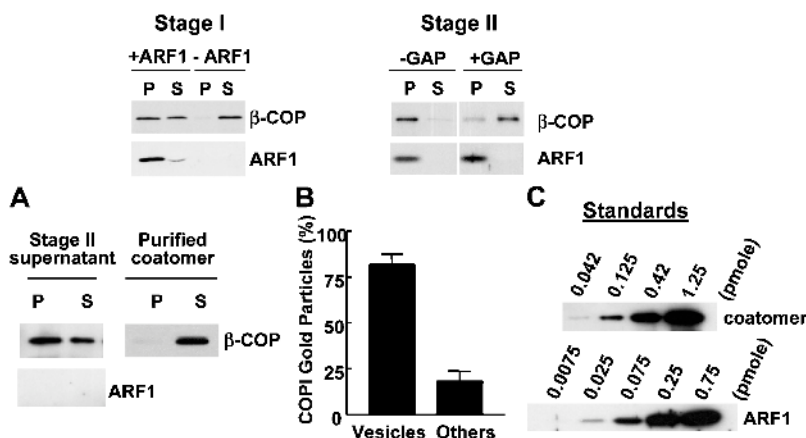 Stage I
Stage II
+ARF1 - ARF1
-GAP +GAP
P S P S
P S P S
β-COP
β-COP
ARF1
ARF1
A
Stage II supernatant
Purified coatomer
P S P S
β-COP
ARF1
B
COPI Gold Particles (%)
100
75
50
25
0
Vesicles Others
C
Standards
0.042 0.125 0.42 1.25 (pmole)
coatomer
0.0075 0.025 0.075 0.25 0.75 (pmole)
ARF1